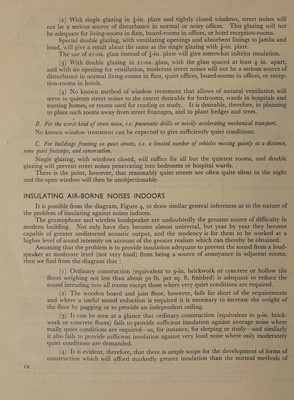 (2) With single glazing in ¼-in. plate and tightly closed windows, street noises will
not be a serious source of disturbance in normal or noisy offices. This glazing will not
be adequate for living-rooms in flats, board-rooms in offices, or hotel reception-rooms.
Special double glazing, with ventilating openings and absorbent linings to jambs and
head, will give a result about the same as the single glazing with ¼-in. plate.
The use of 21-oz. glass instead of ¼-in. plate will give somewhat inferior insulation.
(3) With double glazing in 21-oz. glass, with the glass spaced at least 4 in. apart,
and with no opening for ventilation, moderate street noises will not be a serious source of
disturbance in normal living-rooms in flats, quiet offices, board-rooms in offices, or recep-
tion-rooms in hotels.
(4) No known method of window treatment that allows of natural ventilation will
serve to quieten street noises to the extent desirable for bedrooms, wards in hospitals and
nursing homes, or rooms used for reading or study. It is desirable, therefore, in planning
to place such rooms away from street frontages, and to plant hedges and trees.
B. For the worst kind of street noise, i.e. pneumatic drills or noisily accelerating mechanical transport.
No known window treatment can be expected to give sufficiently quiet conditions.
C. For buildings fronting on quiet streets, i.e. a limited number of vehicles moving quietly at a distance,
some quiet footsteps, and conversation.
Single glazing, with windows closed, will suffice for all but the quietest rooms, and double
glazing will prevent street noises penetrating into bedrooms or hospital wards.
There is the point, however, that reasonably quiet streets are often quite silent in the night
and the open window will then be unobjectionable.
INSULATING AIR-BORNE NOISES INDOORS
It is possible from the diagram, Figure 4, to draw similar general inferences as to the nature of
the problem of insulating against noises indoors.
The gramophone and wireless loudspeaker are undoubtedly the greatest source of difficulty in
modern building. Not only have they become almost universal, but year by year they become
capable of greater undistorted acoustic output, and the tendency is for them to be worked at a
higher level of sound intensity on account of the greater realism which can thereby be obtained.
Assuming that the problem is to provide insulation adequate to prevent the sound from a loud-
speaker at moderate level (not very loud) from being a source of annoyance in adjacent rooms,
then we find from the diagram that :
(1) Ordinary construction (equivalent to 9-in. brickwork or concrete or hollow tile
floors weighing not less than about 50 lb. per sq. ft. finished) is adequate to reduce the
sound intruding into all rooms except those where very quiet conditions are required.
(2) The wooden board and joist floor, however, falls far short of the requirements
and where a useful sound reduction is required it is necessary to increase the weight of
the floor by pugging or to provide an independent ceiling.
(3) It can be seen at a glance that ordinary construction (equivalent to 9-in. brick-
work or concrete floors) fails to provide sufficient insulation against average noise where
really quiet conditions are required—as, for instance, for sleeping or study—and similarly
it also fails to provide sufficient insulation against very loud noise where only moderately
quiet conditions are demanded.
(4) It is evident, therefore, that there is ample scope for the development of forms of
construction which will afford markedly greater insulation than the normal methods of
12